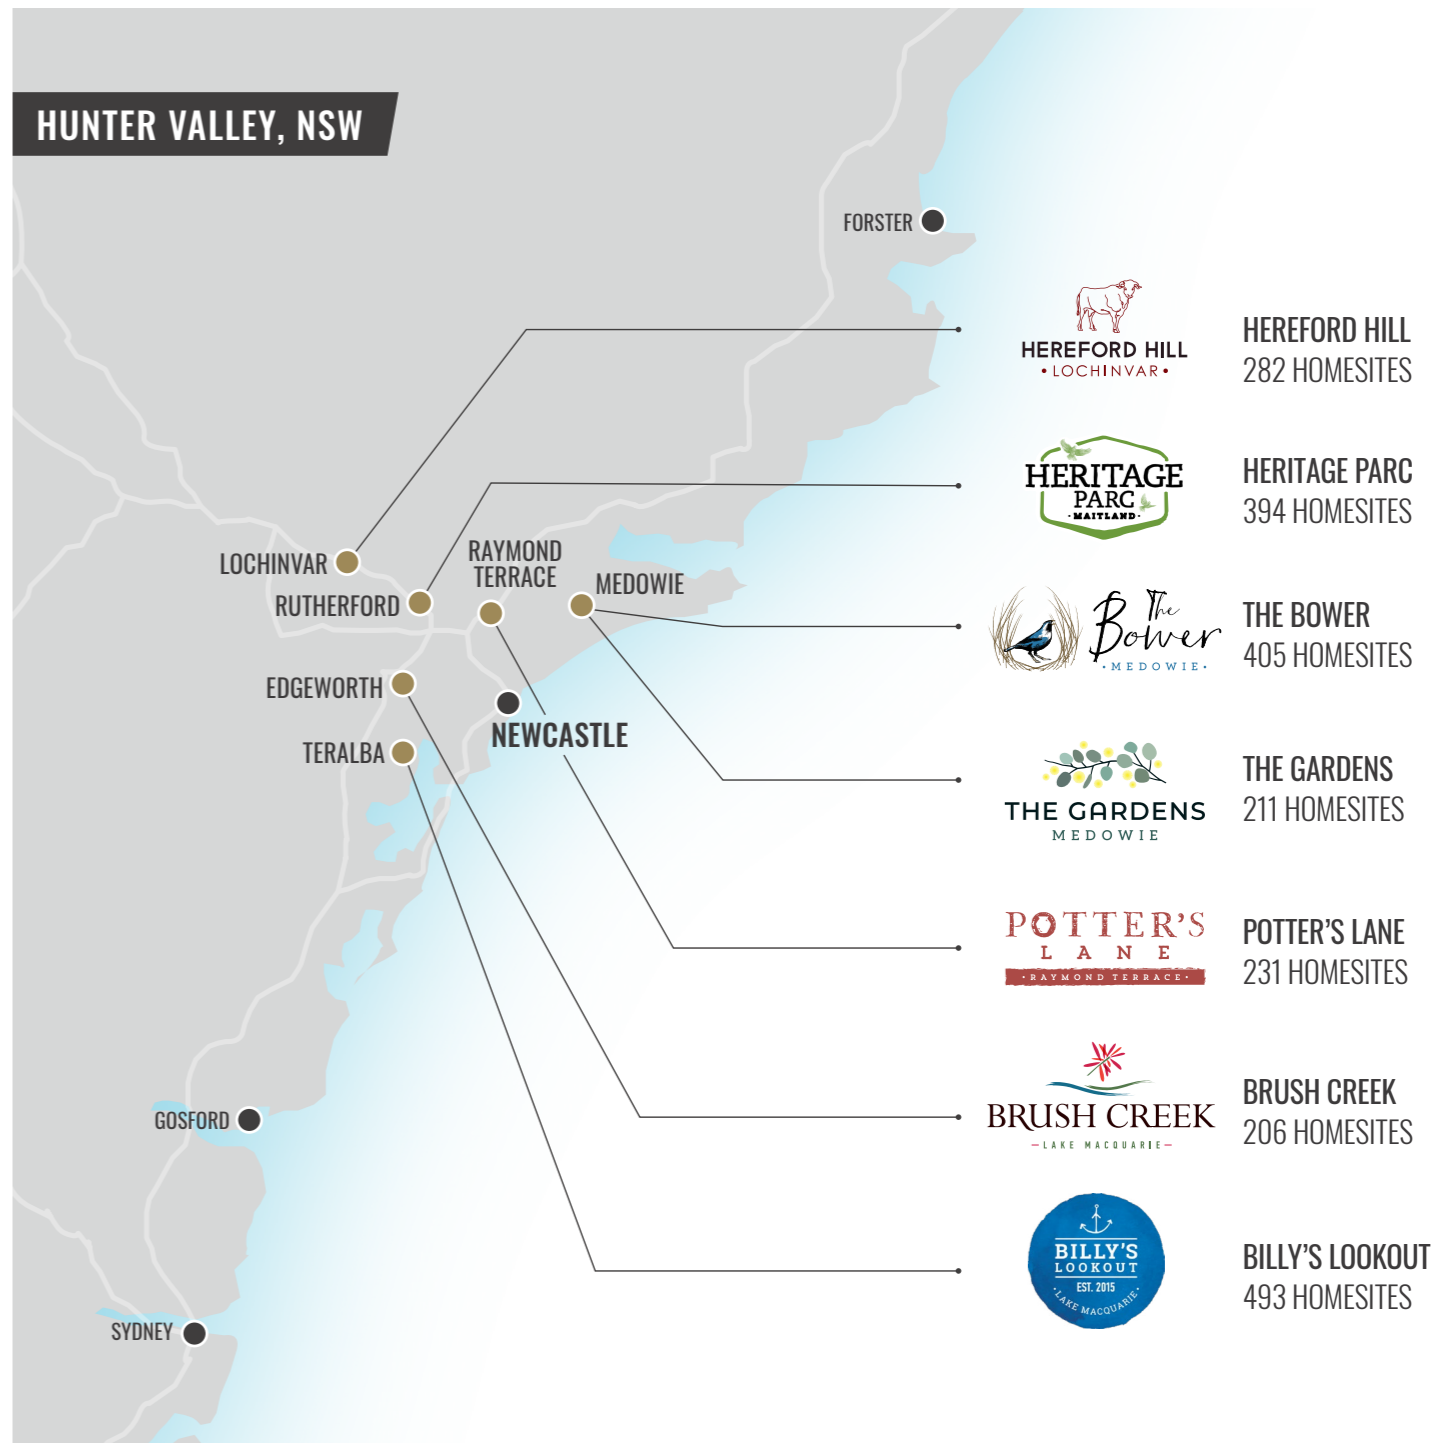 HUNTER VALLEY, NSW
FORSTER
HEREFORD HILL
•LOCHINVAR•
HEREFORD HILL
282 HOMESITES
HERITAGE
PARC
·MAITLAND·
HERITAGE PARC
394 HOMESITES
LOCHINVAR
RUTHERFORD
RAYMOND
TERRACE
MEDOWIE
The
Bower
·MEDOWIE·
THE BOWER
405 HOMESITES
EDGEWORTH
NEWCASTLE
TERALBA
THE GARDENS
MEDOWIE
THE GARDENS
211 HOMESITES
POTTER'S
LANE
·RAYMOND TERRACE·
POTTER'S LANE
231 HOMESITES
GOSFORD
BRUSH CREEK
–LAKE MACQUARIE–
BRUSH CREEK
206 HOMESITES
BILLY'S
LOOKOUT
EST. 2015
·LAKE MACQUARIE·
BILLY'S LOOKOUT
493 HOMESITES
SYDNEY